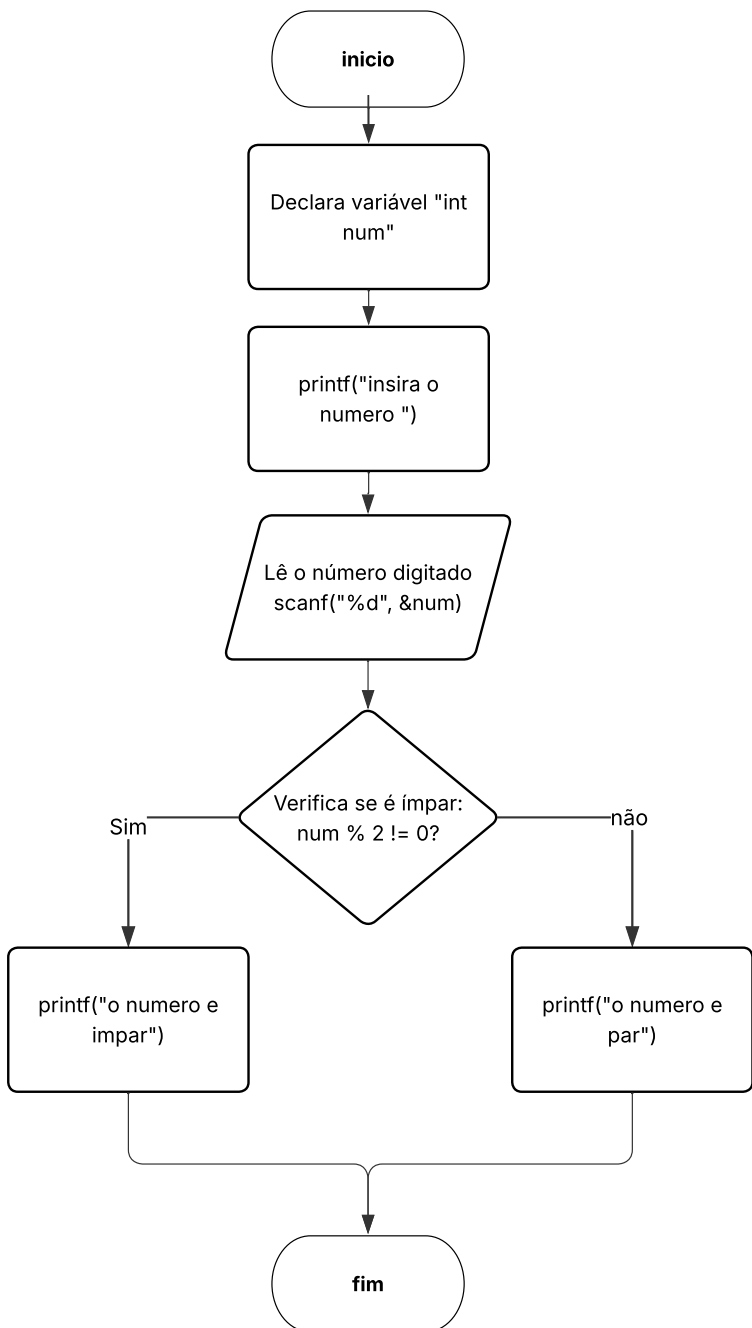 inicio
Declara variável "int
num"
printf("insira o
numero ")
Lê o número digitado
scanf("%d", &num)
Verifica se é ímpar:
num % 2 != 0?
Sim
não
printf("o numero e
impar")
printf("o numero e
par")
fim